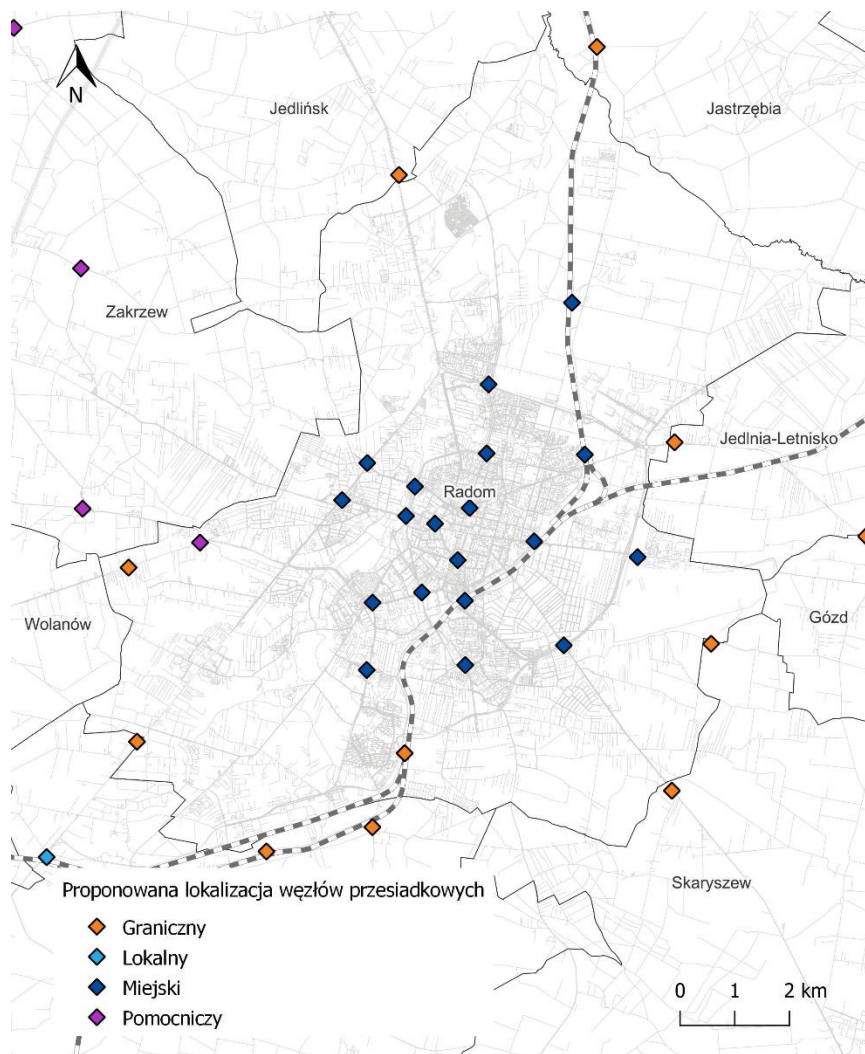 N
Jedlińsk
Jastrzębia
Zakrzew
Jedlnia-Letnisko
Radom
Wolanów
Gózd
Skaryszew
Proponowana lokalizacja węzłów przesiadkowych
Graniczny
Lokalny
Miejski
Pomocniczy
0 1 2 km